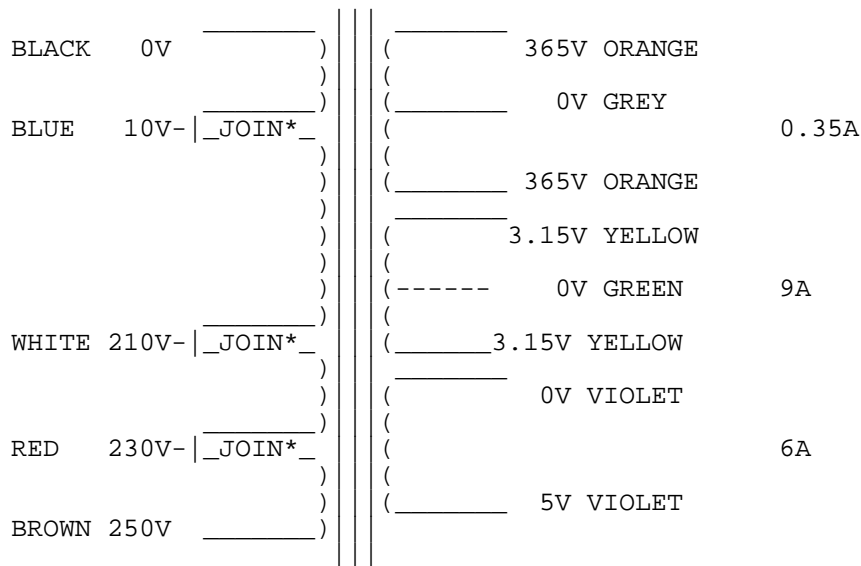 BLACK 0V 365V ORANGE
0V GREY
BLUE 10V-|_JOIN*_ 0.35A
365V ORANGE
3.15V YELLOW
0V GREEN 9A
WHITE 210V-|_JOIN*_ 3.15V YELLOW
0V VIOLET
RED 230V-|_JOIN*_ 6A
5V VIOLET
BROWN 250V